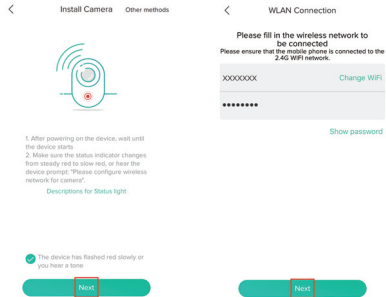 Install Camera
Other methods
1. After powering on the device, wait until
the device starts
2. Make sure the status indicator changes
from steady red to slow red, or hear the
device prompt: "Please configure wireless
network for camera".
Descriptions for Status light
The device has flashed red slowly or
you hear a tone
Next
WLAN Connection
Please fill in the wireless network to
be connected
Please ensure that the mobile phone is connected to the
2.4G WIFI network.
XXXXXXX
Change WiFi
••••••••
Show password
Next